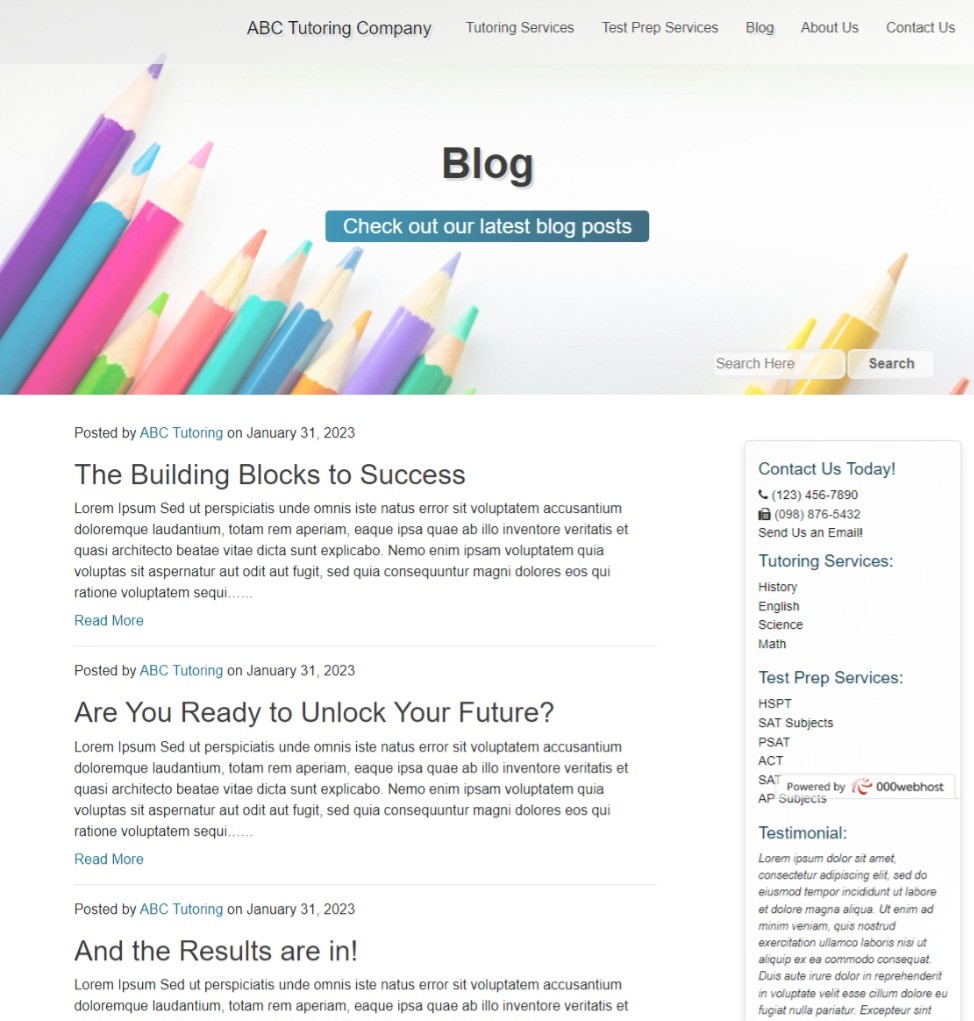 ABC Tutoring Company
Tutoring Services
Test Prep Services
Blog
About Us
Contact Us
Blog
Check out our latest blog posts
Search Here
Search
Posted by ABC Tutoring on January 31, 2023
The Building Blocks to Success
Lorem Ipsum Sed ut perspiciatis unde omnis iste natus error sit voluptatem accusantium
doloremque laudantium, totam rem aperiam, eaque ipsa quae ab illo inventore veritatis et
quasi architecto beatae vitae dicta sunt explicabo. Nemo enim ipsam voluptatem quia
voluptas sit aspernatur aut odit aut fugit, sed quia consequuntur magni dolores eos qui
ratione voluptatem sequi……
Read More
Posted by ABC Tutoring on January 31, 2023
Are You Ready to Unlock Your Future?
Lorem Ipsum Sed ut perspiciatis unde omnis iste natus error sit voluptatem accusantium
doloremque laudantium, totam rem aperiam, eaque ipsa quae ab illo inventore veritatis et
quasi architecto beatae vitae dicta sunt explicabo. Nemo enim ipsam voluptatem quia
voluptas sit aspernatur aut odit aut fugit, sed quia consequuntur magni dolores eos qui
ratione voluptatem sequi……
Read More
Posted by ABC Tutoring on January 31, 2023
And the Results are in!
Lorem Ipsum Sed ut perspiciatis unde omnis iste natus error sit voluptatem accusantium
doloremque laudantium, totam rem aperiam, eaque ipsa quae ab illo inventore veritatis et
Contact Us Today!
(123) 456-7890
(098) 876-5432
Send Us an Email!
Tutoring Services:
History
English
Science
Math
Test Prep Services:
HSPT
SAT Subjects
PSAT
ACT
SAT
Powered by 000webhost
AP Subjects
Testimonial:
Lorem ipsum dolor sit amet,
consectetur adipiscing elit, sed do
eiusmod tempor incididunt ut labore
et dolore magna aliqua. Ut enim ad
minim veniam, quis nostrud
exercitation ullamco laboris nisi ut
aliquip ex ea commodo consequat.
Duis aute irure dolor in reprehenderit
in voluptate velit esse cillum dolore eu
fugiat nulla pariatur. Excepteur sint